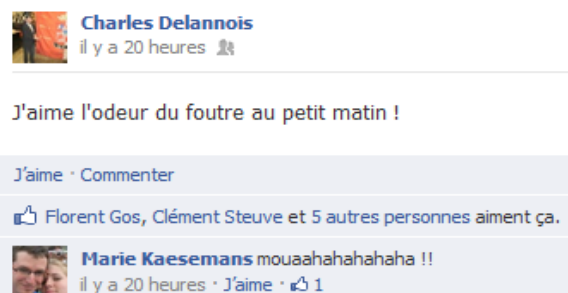 Charles Delannois
il y a 20 heures
J'aime l'odeur du foutre au petit matin !
J'aime · Commenter
Florent Gos, Clément Steuve et 5 autres personnes aiment ça.
Marie Kaesemans mouaahahahahaha !!
il y a 20 heures · J'aime · 1